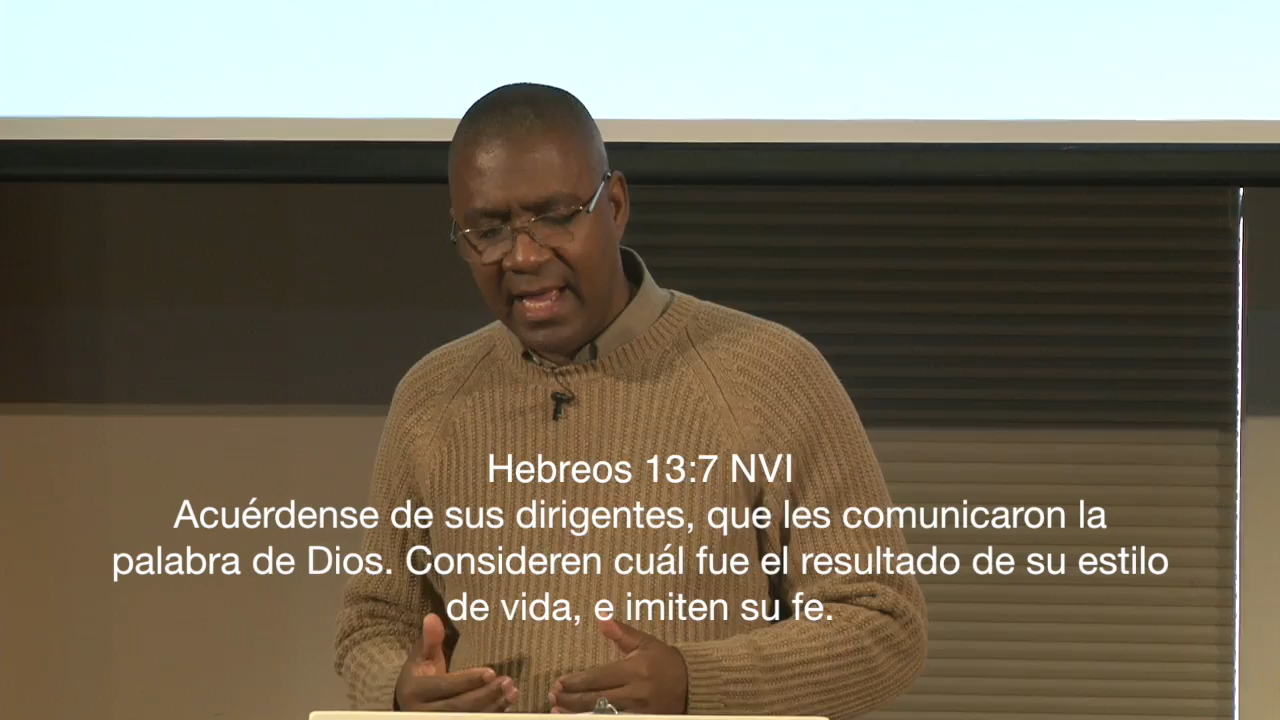 Hebreos 13:7 NVI
Acuérdense de sus dirigentes, que les comunicaron la
palabra de Dios. Consideren cuál fue el resultado de su estilo
de vida, e imiten su fe.